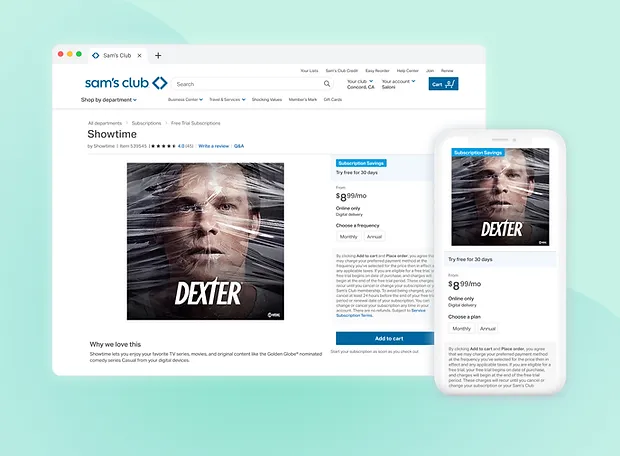 Sam's Club
Your Lists Sam's Club Credit Easy Reorder Help Center Join Renew
sam's club
Search
Your club
Concord, CA
Your account
Saloni
Cart
Shop by department
Business Center Travel & Services Shocking Values Member's Mark Gift Cards
All departments Subscriptions Free Trial Subscriptions
Showtime
by Showtime | Item 539545 | 4.0 (45) Write a review | Q&A
DEXTER
SHOWTIME
Subscription Savings
Try free for 30 days
From
$8.99/mo
Online only
Digital delivery
Choose a frequency
Monthly Annual
By clicking Add to cart and Place order, you agree that we
may charge your preferred payment method at the
frequency you've selected for the price then in effect and
any applicable taxes. If you are eligible for a free trial, your
free trial begins on date of purchase, and charges will
begin at the end of the free trial period. These charges
recur until you cancel or change your subscription or your
Sam's Club membership. To avoid being charged, you must
cancel at least 24 hours before the end of your free trial
period or renewal date of your subscription. You can
change or cancel your subscription any time in your
account. There are no refunds. Subject to Service
Subscription Terms.
Add to cart
Start your subscription as soon as you check out
Why we love this
Showtime lets you enjoy your favorite TV series, movies, and original content like the Golden Globe® nominated
comedy series Casual from your digital devices.
Subscription Savings
DEXTER
Try free for 30 days
From
$8.99/mo
Online only
Digital delivery
Choose a plan
Monthly Annual
By clicking Add to cart and Place order, you agree
that we may charge your preferred payment method
at the frequency you've selected for the price then in
effect and any applicable taxes. If you are eligible for
free trial, your free trial begins on date of purchase,
and charges will begin at the end of the free trial
period. These charges recur until you cancel or
change your subscription or your Sam's Club